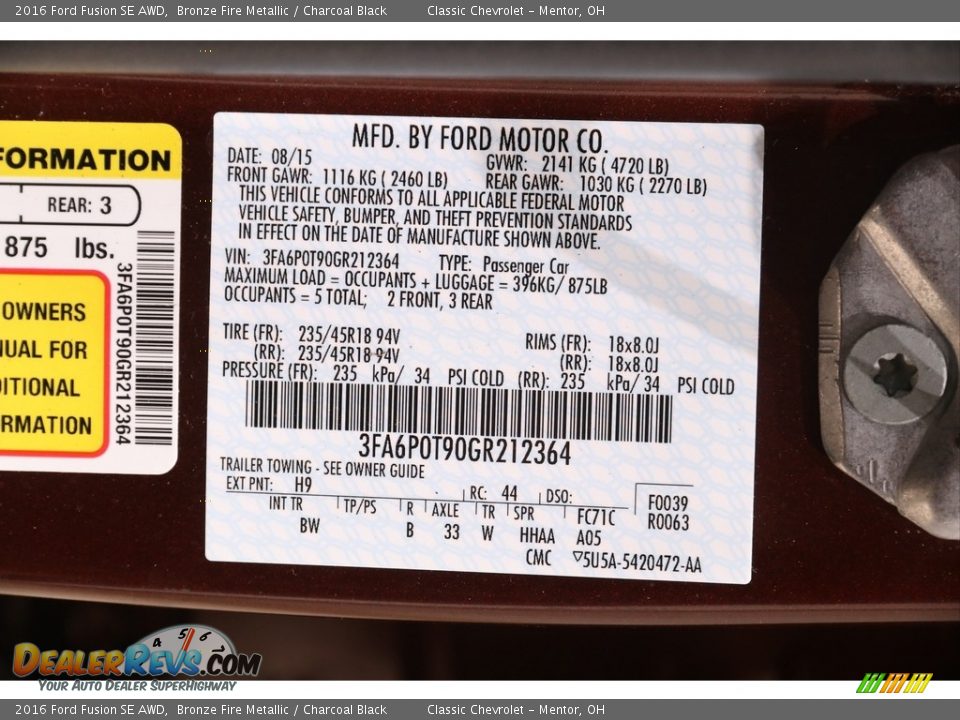 2016 Ford Fusion SE AWD, Bronze Fire Metallic / Charcoal Black Classic Chevrolet - Mentor, OH
FORMATION
REAR: 3
875 lbs.
OWNERS
NUAL FOR
DITIONAL
RMATION
3FA6P0T90GR212364
MFD. BY FORD MOTOR CO.
DATE: 08/15 GVWR: 2141 KG ( 4720 LB)
FRONT GAWR: 1116 KG ( 2460 LB) REAR GAWR: 1030 KG ( 2270 LB)
THIS VEHICLE CONFORMS TO ALL APPLICABLE FEDERAL MOTOR
VEHICLE SAFETY, BUMPER, AND THEFT PREVENTION STANDARDS
IN EFFECT ON THE DATE OF MANUFACTURE SHOWN ABOVE.
VIN: 3FA6P0T90GR212364 TYPE: Passenger Car
MAXIMUM LOAD = OCCUPANTS + LUGGAGE = 396KG/ 875LB
OCCUPANTS = 5 TOTAL; 2 FRONT, 3 REAR
TIRE (FR): 235/45R18 94V RIMS (FR): 18x8.0J
(RR): 235/45R18 94V (RR): 18x8.0J
PRESSURE (FR): 235 kPa/ 34 PSI COLD (RR): 235 kPa/ 34 PSI COLD
3FA6P0T90GR212364
TRAILER TOWING - SEE OWNER GUIDE
EXT PNT: H9 RC: 44 DSO: F0039
INT TR TP/PS R AXLE TR SPR FC71C R0063
BW B 33 W HHAA A05
CMC ▽5U5A-5420472-AA
DEALERREVS.COM
YOUR AUTO DEALER SUPERHIGHWAY
4 5 6
2016 Ford Fusion SE AWD, Bronze Fire Metallic / Charcoal Black Classic Chevrolet - Mentor, OH